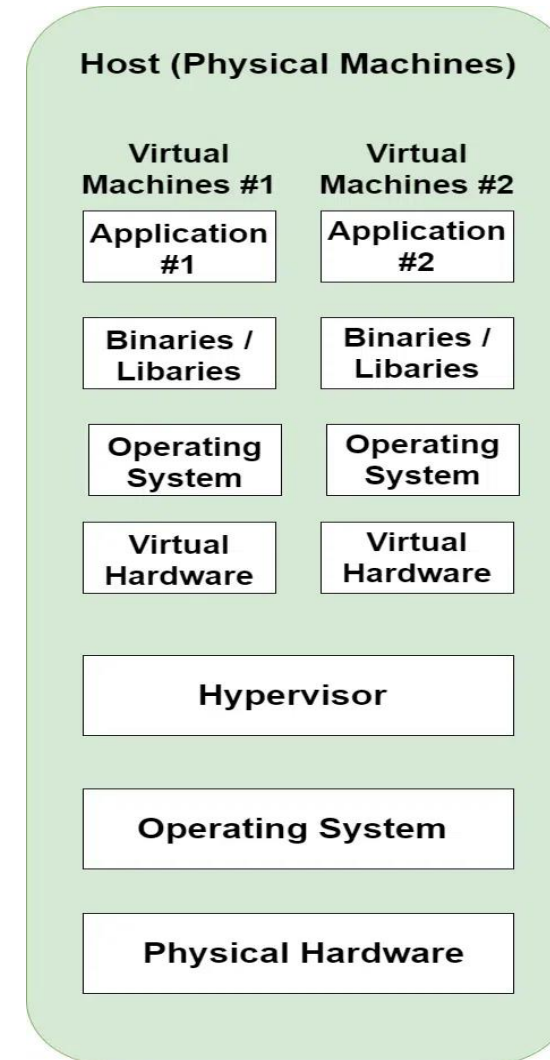 Host (Physical Machines)
Virtual
Machines #1
Virtual
Machines #2
Application
#1
Application
#2
Binaries /
Libaries
Binaries /
Libaries
Operating
System
Operating
System
Virtual
Hardware
Virtual
Hardware
Hypervisor
Operating System
Physical Hardware